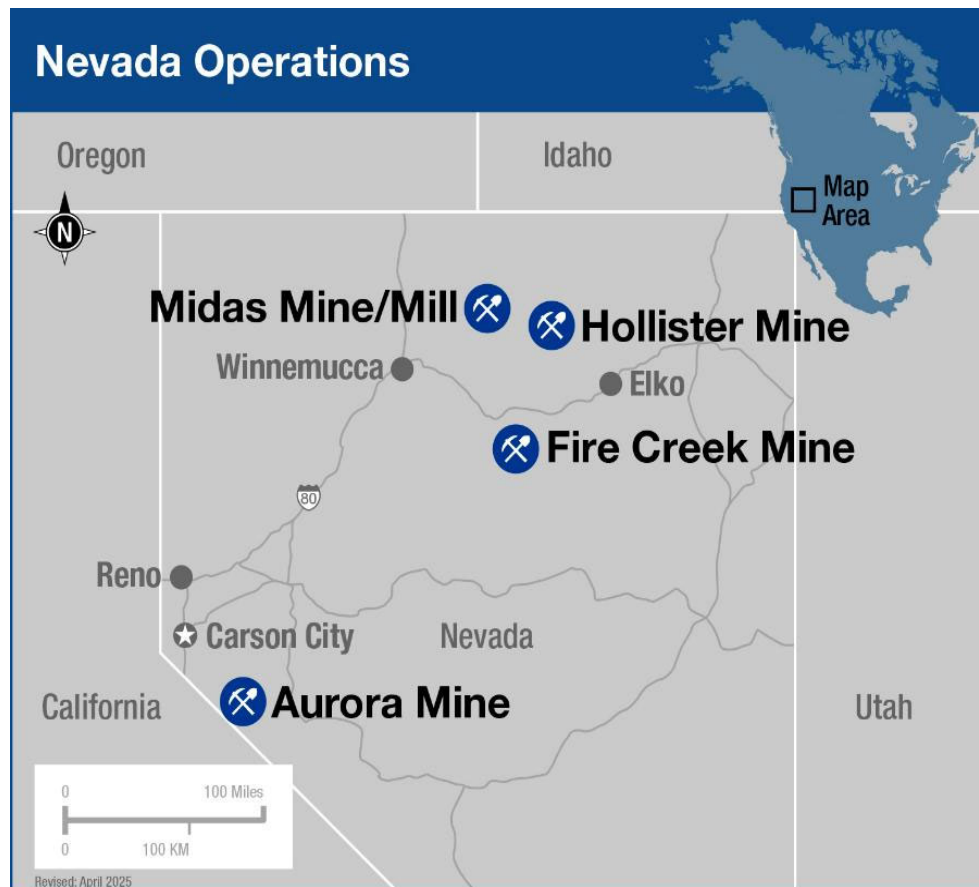 Nevada Operations
Oregon
Idaho
Map
Area
N
Midas Mine/Mill
Hollister Mine
Winnemucca
Elko
Fire Creek Mine
80
Reno
Carson City
Nevada
Aurora Mine
California
Utah
0 100 Miles
0 100 KM
Revised: April 2025